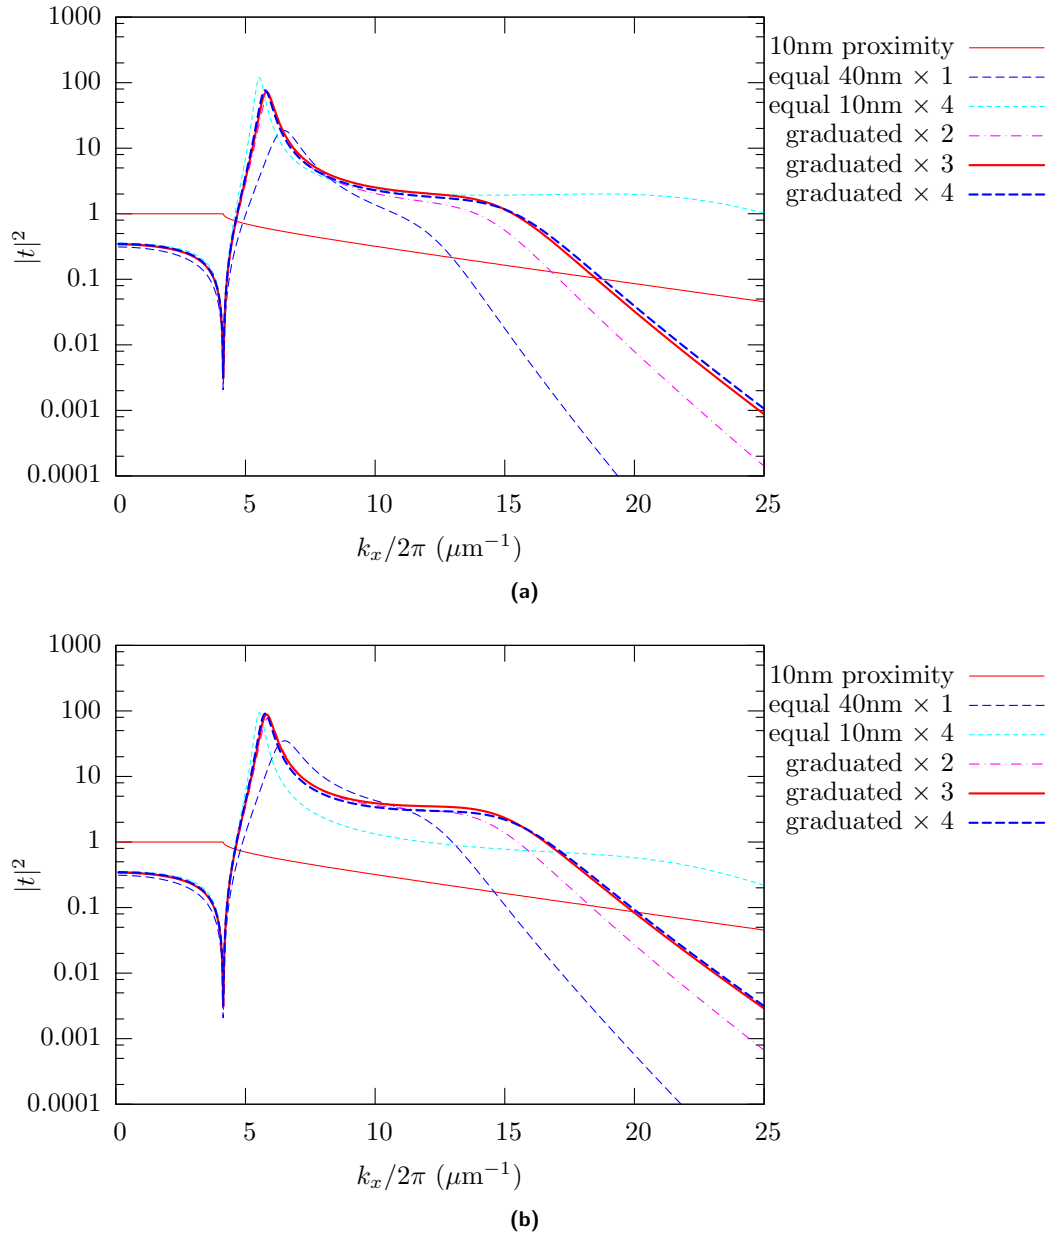 1000
100
10
1
0.1
0.01
0.001
0.0001
|t|²
0 5 10 15 20 25
kₓ/2π (μm⁻¹)
10nm proximity
equal 40nm × 1
equal 10nm × 4
graduated × 2
graduated × 3
graduated × 4
(a)
1000
100
10
1
0.1
0.01
0.001
0.0001
|t|²
0 5 10 15 20 25
kₓ/2π (μm⁻¹)
10nm proximity
equal 40nm × 1
equal 10nm × 4
graduated × 2
graduated × 3
graduated × 4
(b)